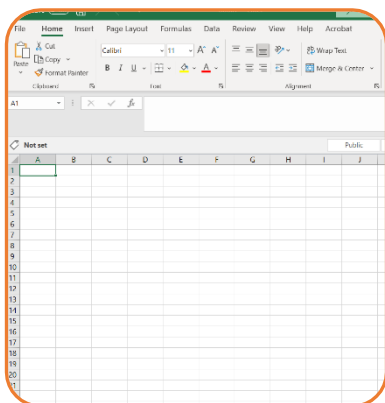 File Home Insert Page Layout Formulas Data Review View Help Acrobat
Cut
Calibri 11 A A Wrap Text
Copy
Paste
Format Painter B I U A Merge & Center
Clipboard Font Alignment
A1 fx
Not set Public
A B C D E F G H I J
1
2
3
4
5
6
7
8
9
10
11
12
13
14
15
16
17
18
19
20
21